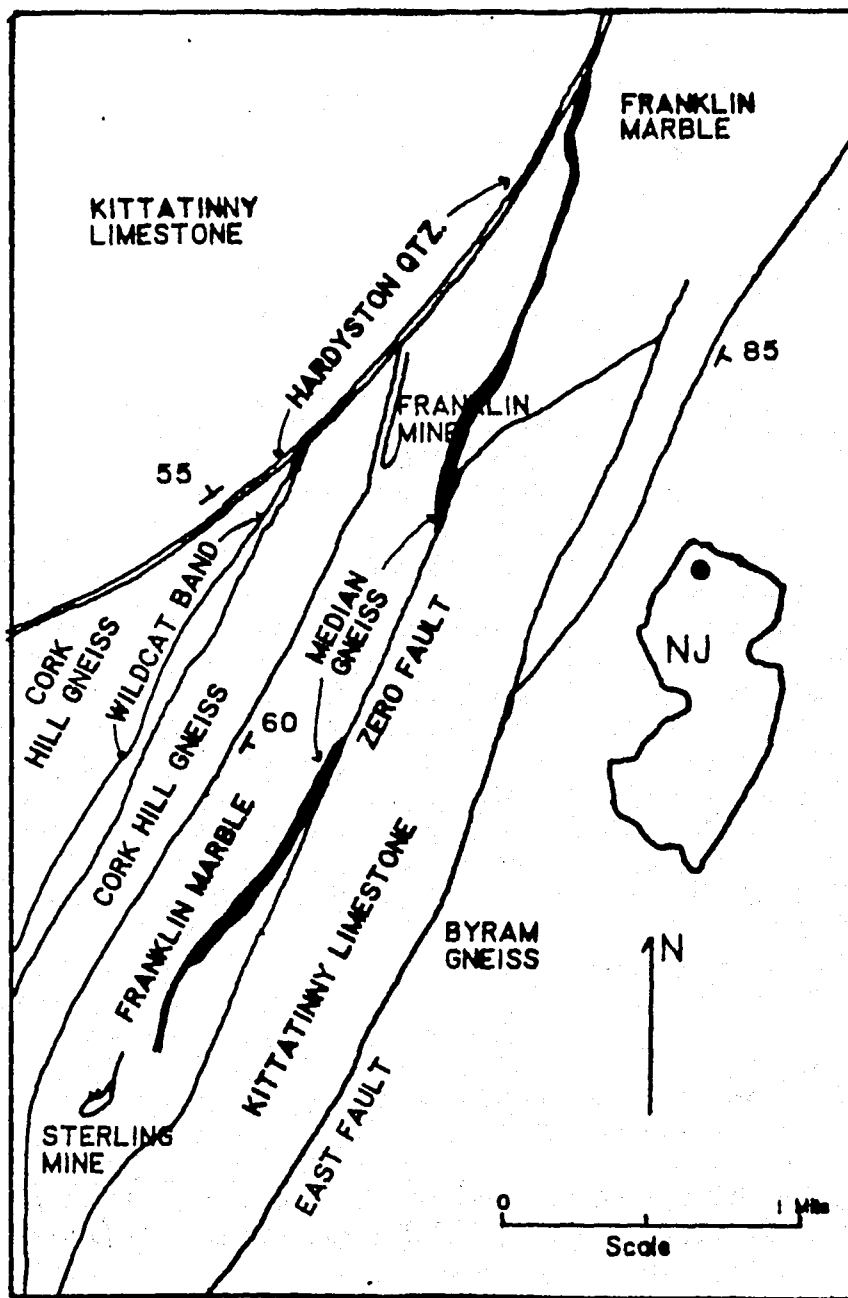 FRANKLIN
MARBLE
KITTATINNY
LIMESTONE
HARDYSTON QTZ.
85
FRANKLIN
MINE
55
WILDCAT BAND
MEDIAN
GNEISS
CORK
HILL GNEISS
ZERO FAULT
NJ
60
CORK HILL GNEISS
FRANKLIN MARBLE
KITTATINNY LIMESTONE
BYRAM
GNEISS
N
STERLING
MINE
EAST FAULT
0 1 Mile
Scale